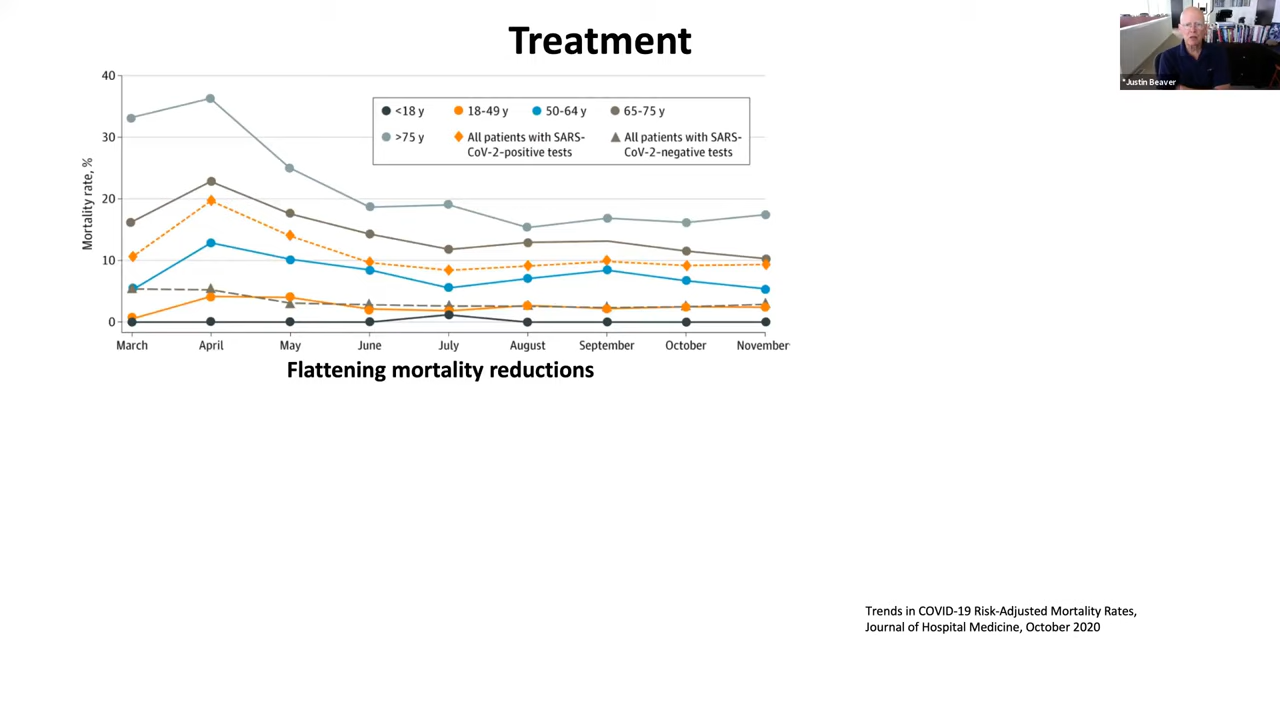 Treatment
*Justin Beaver
40
30
20
10
0
Mortality rate, %
<18 y
18-49 y
50-64 y
65-75 y
>75 y
All patients with SARS-
CoV-2-positive tests
All patients with SARS-
CoV-2-negative tests
March April May June July August September October November
Flattening mortality reductions
Trends in COVID-19 Risk-Adjusted Mortality Rates,
Journal of Hospital Medicine, October 2020